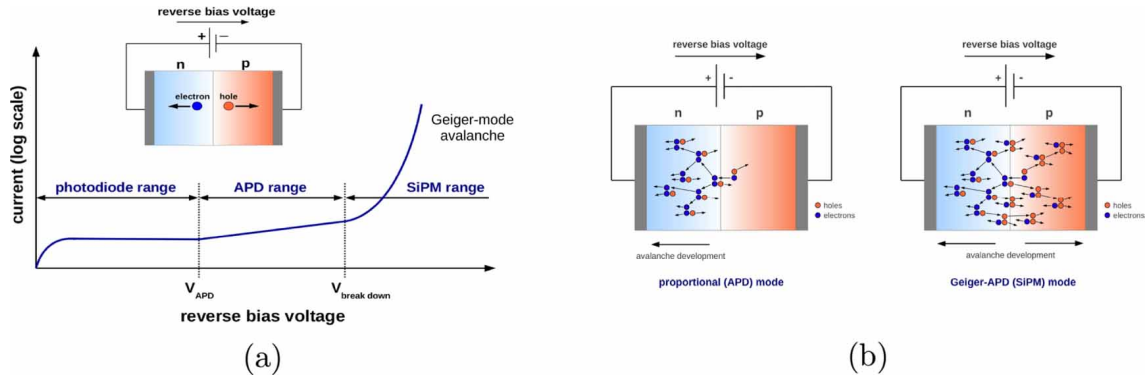 reverse bias voltage
+ –
n p
electron hole
current (log scale)
Geiger-mode
avalanche
photodiode range APD range SiPM range
V APD V break down
reverse bias voltage
(a)
reverse bias voltage
+ -
n p
holes
electrons
avalanche development
proportional (APD) mode
reverse bias voltage
+ -
n p
holes
electrons
avalanche development
Geiger-APD (SiPM) mode
(b)